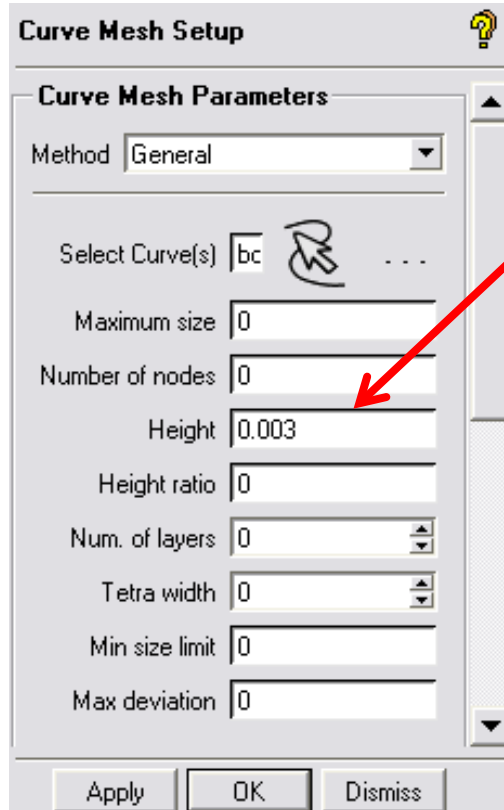 Curve Mesh Setup
Curve Mesh Parameters
Method General
Select Curve(s) bc ...
Maximum size 0
Number of nodes 0
Height 0.003
Height ratio 0
Num. of layers 0
Tetra width 0
Min size limit 0
Max deviation 0
Apply OK Dismiss